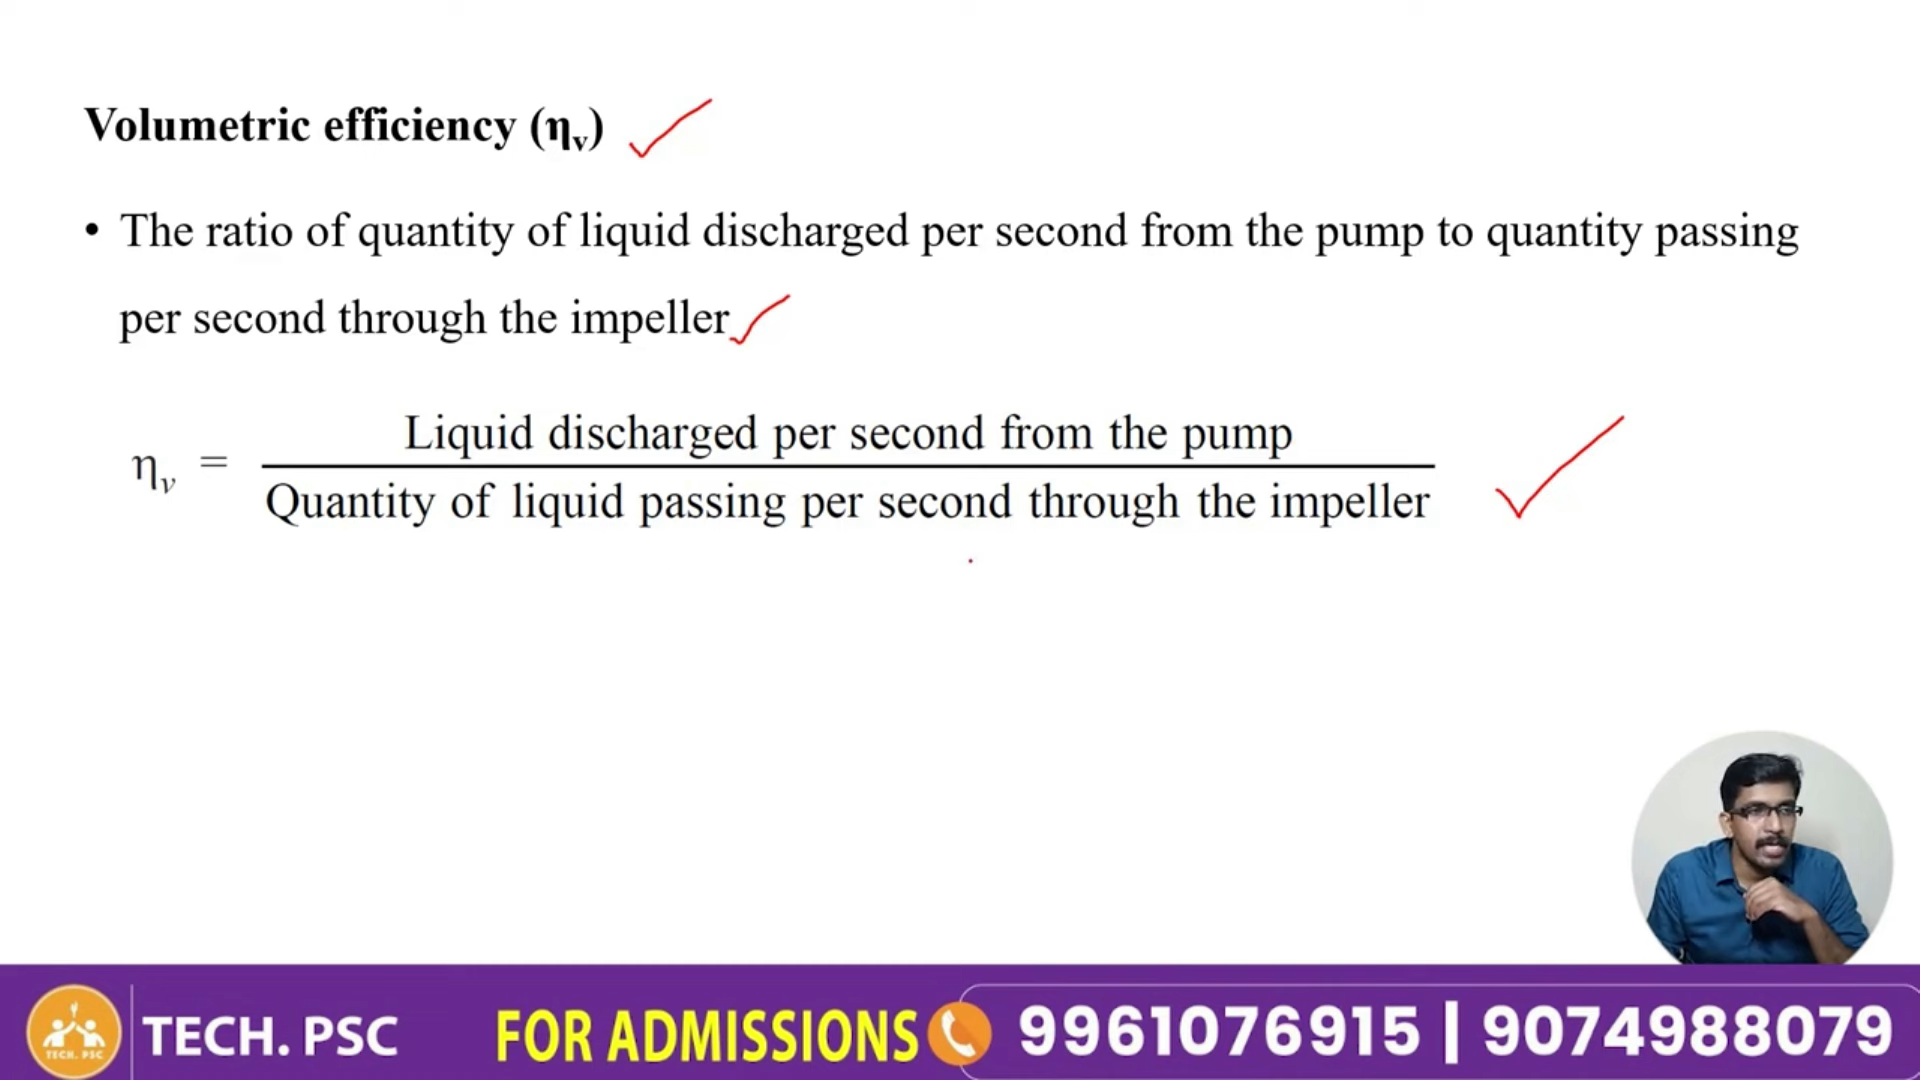 Volumetric efficiency (ηv)
• The ratio of quantity of liquid discharged per second from the pump to quantity passing
per second through the impeller
ηv = Liquid discharged per second from the pump
Quantity of liquid passing per second through the impeller
TECH. PSC
TECH. PSC
FOR ADMISSIONS
9961076915 | 9074988079